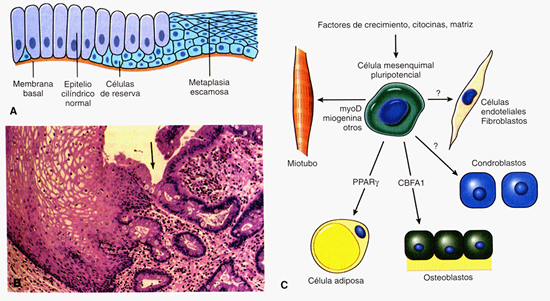 Membrana
basal
Epitelio
cilíndrico
normal
Células
de reserva
Metaplasia
escamosa
A
B
Factores de crecimiento, citocinas, matriz
Célula mesenquimal
pluripotencial
myoD
miogenina
otros
Miotubo
?
Células
endoteliales
Fibroblastos
?
Condroblastos
PPARγ
CBFA1
Célula adiposa
Osteoblastos
C